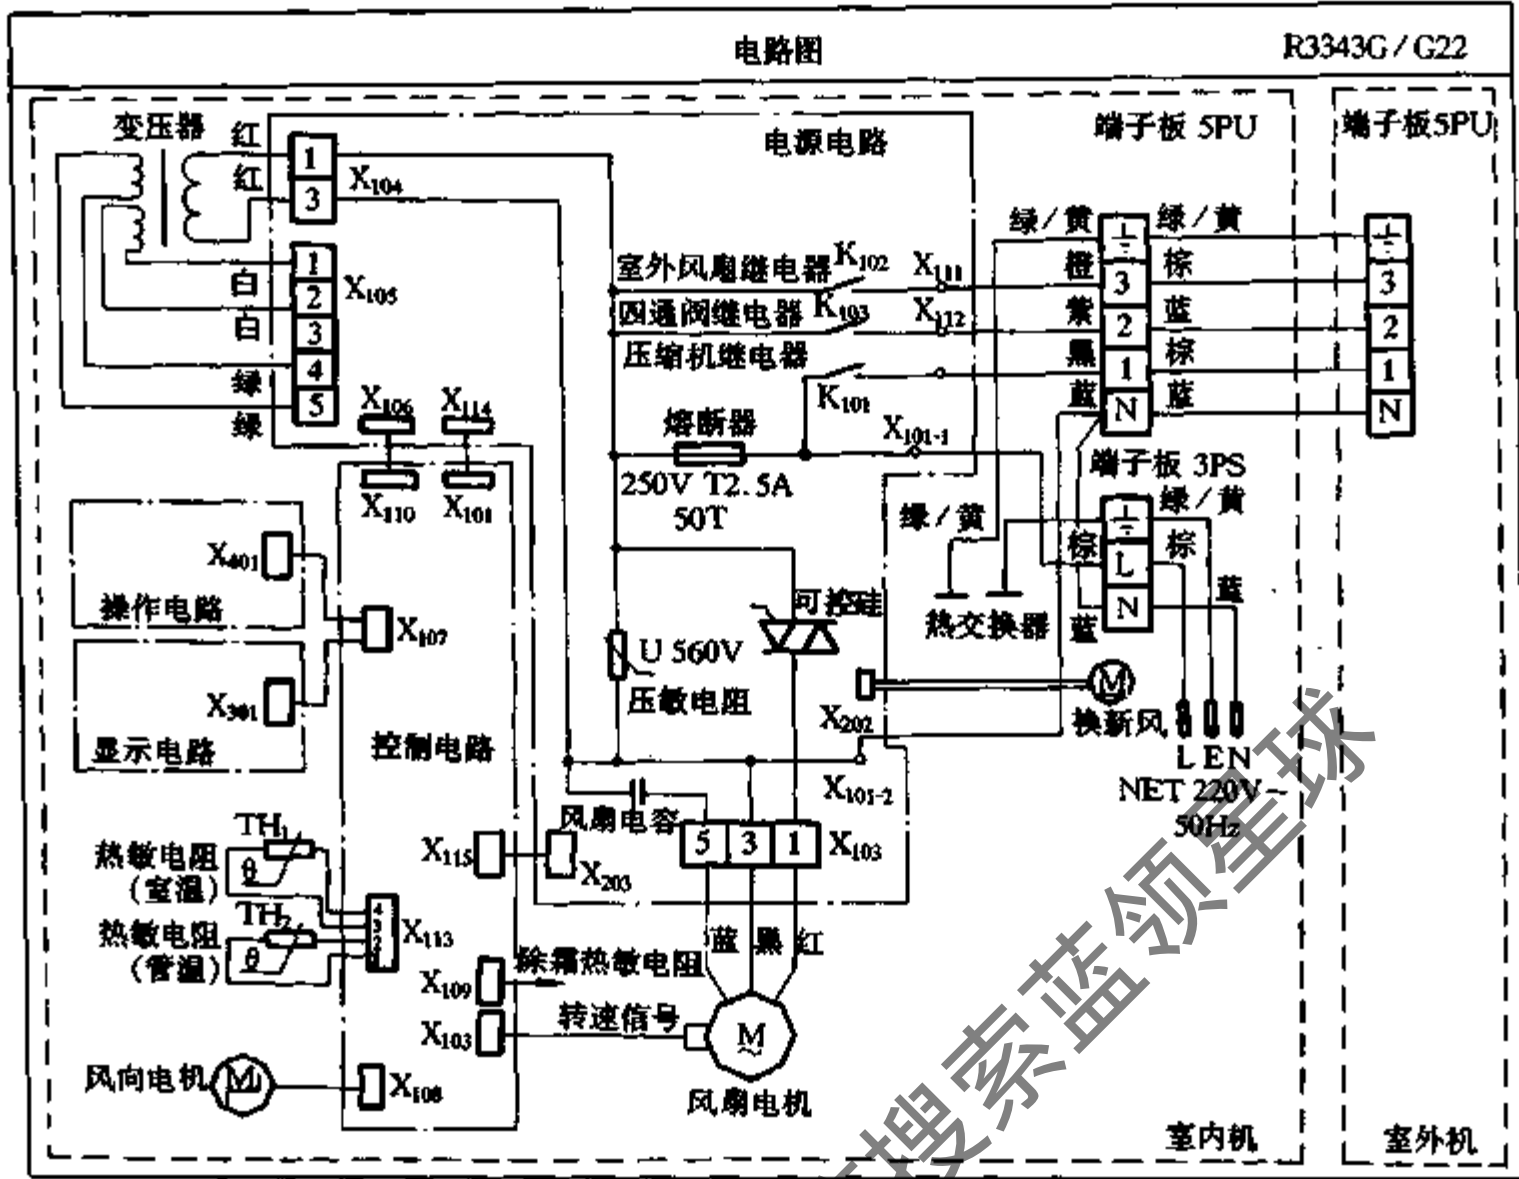 电路图
R3343G/G22
变压器
红
红
1
3
X104
电源电路
端子板 5PU
端子板5PU
白
白
绿
绿
1
2
3
4
5
X105
室外风扇继电器
K102
X111
四通阀继电器
K103
X112
压缩机继电器
K101
绿/黄
橙
紫
黑
蓝
3
2
1
N
绿/黄
棕
蓝
棕
蓝
3
2
1
N
X106
X114
X110
X101
熔断器
250V T2.5A
50T
X101-1
端子板 3PS
绿/黄
绿/黄
棕
L
棕
N
蓝
蓝
热交换器
X401
操作电路
X107
X301
显示电路
控制电路
U 560V
压敏电阻
可控硅
X202
M
换新风
L E N
NET 220V~
50Hz
X101-2
风扇电容
5
3
1
X103
X115
X203
TH1
热敏电阻
θ
(室温)
TH2
热敏电阻
θ
(管温)
4
3
2
X113
蓝
黑
红
X109
除霜热敏电阻
X103
转速信号
M
~
风扇电机
风向电机
M
X108
室内机
室外机
搜索蓝领星球